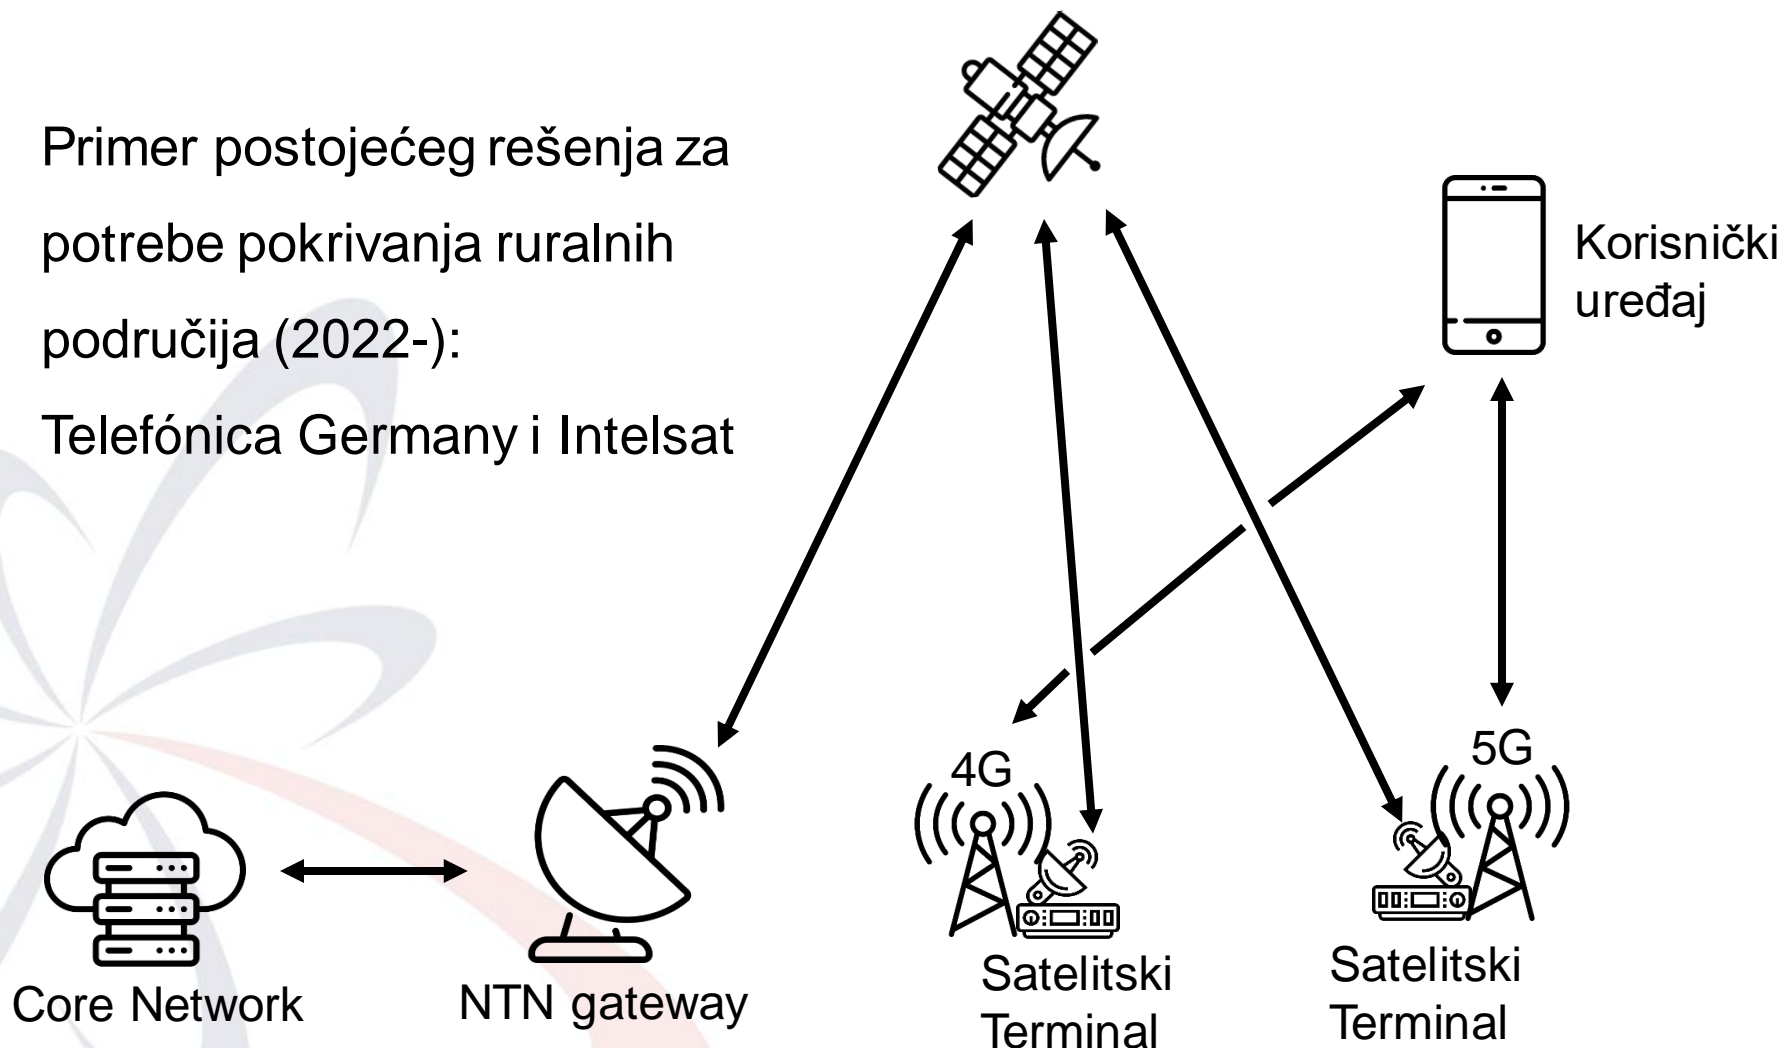 Primer postojećeg rešenja za
potrebe pokrivanja ruralnih
područija (2022-):
Telefónica Germany i Intelsat
Korisnički
uređaj
4G
5G
Core Network
NTN gateway
Satelitski
Terminal
Satelitski
Terminal